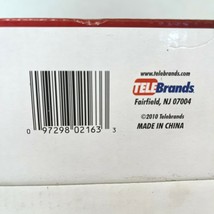 www.telebrands.com
TELEBrands.
Fairfield, NJ 07004
©2010 Telebrands
MADE IN CHINA
0 97298 02163 3